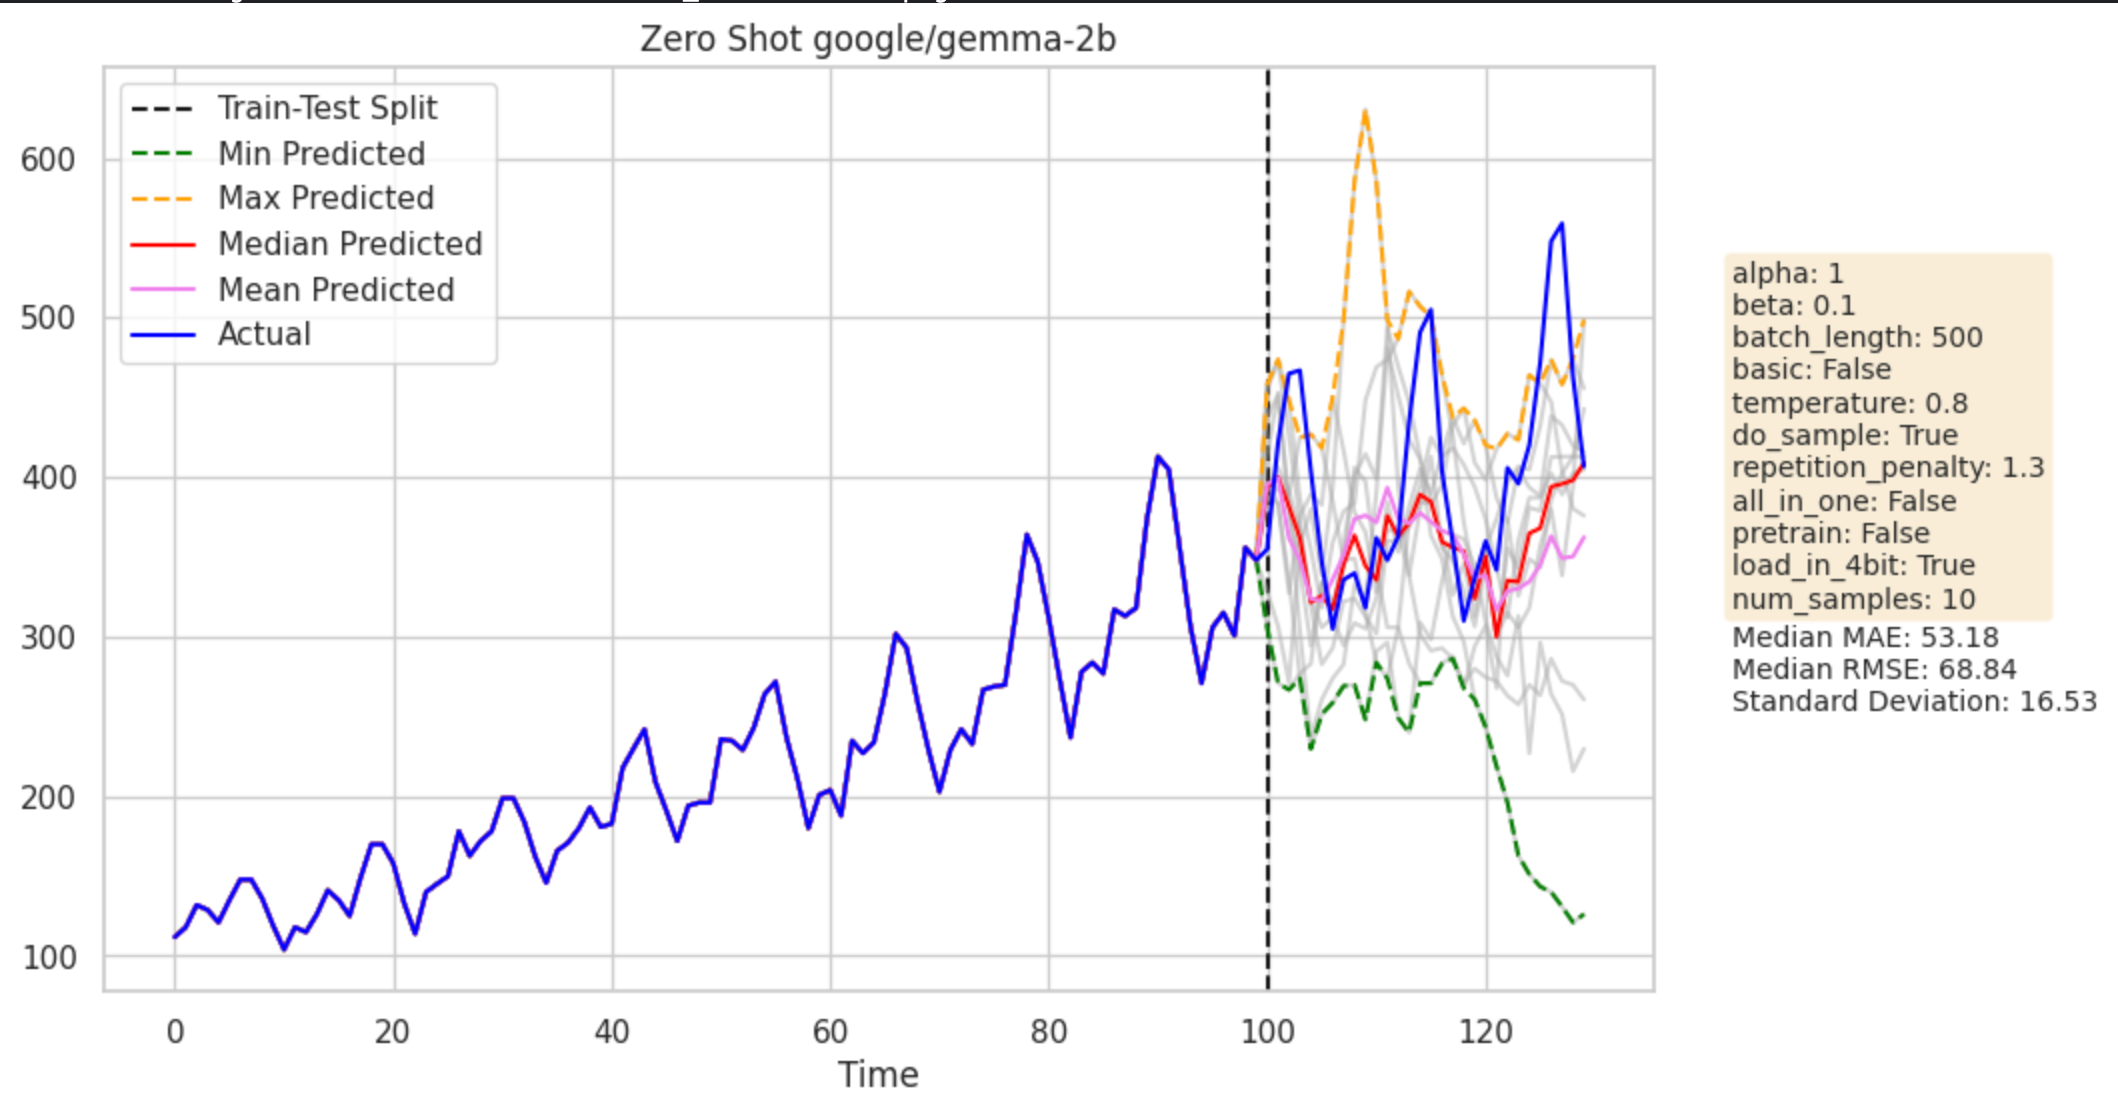 Zero Shot google/gemma-2b
Train-Test Split
Min Predicted
Max Predicted
Median Predicted
Mean Predicted
Actual
600
500
400
300
200
100
0 20 40 60 80 100 120
Time
alpha: 1
beta: 0.1
batch_length: 500
basic: False
temperature: 0.8
do_sample: True
repetition_penalty: 1.3
all_in_one: False
pretrain: False
load_in_4bit: True
num_samples: 10
Median MAE: 53.18
Median RMSE: 68.84
Standard Deviation: 16.53